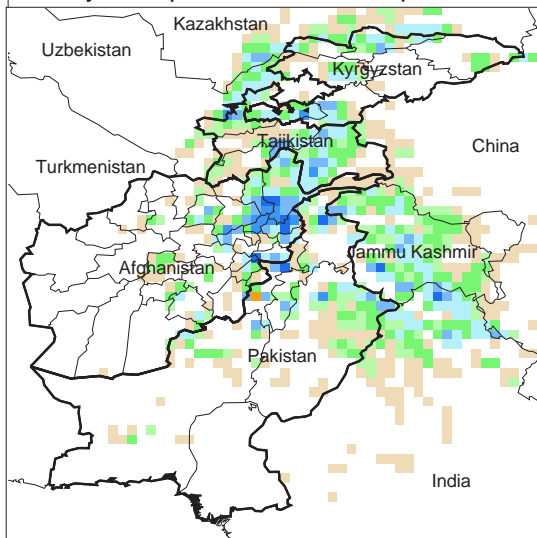 Kazakhstan
Uzbekistan
Kyrgyzstan
Tajikistan
China
Turkmenistan
Jammu Kashmir
Afghanistan
Pakistan
India